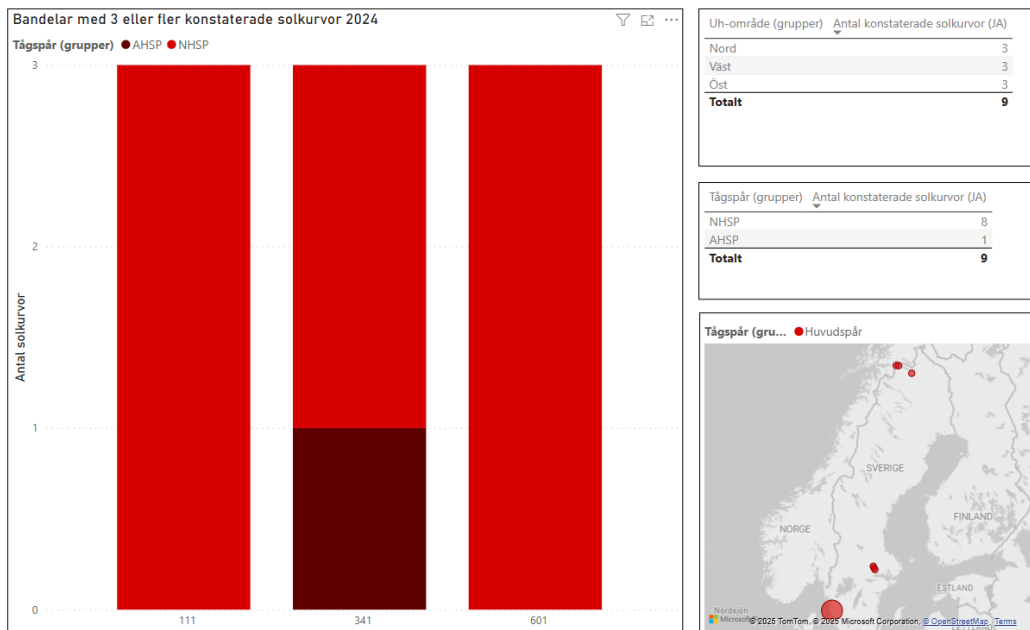 Bandelar med 3 eller fler konstaterade solkurvor 2024
Tågspår (grupper) AHSP NHSP
Antal solkurvor
3
2
1
0
111 341 601
Uh-område (grupper) Antal konstaterade solkurvor (JA)
Nord 3
Väst 3
Öst 3
Totalt 9
Tågspår (grupper) Antal konstaterade solkurvor (JA)
NHSP 8
AHSP 1
Totalt 9
Tågspår (gru... Huvudspår
SVERIGE
FINLAND
NORGE
ESTLAND
Nordsjön
© 2025 TomTom, © 2025 Microsoft Corporation, © OpenStreetMap Terms